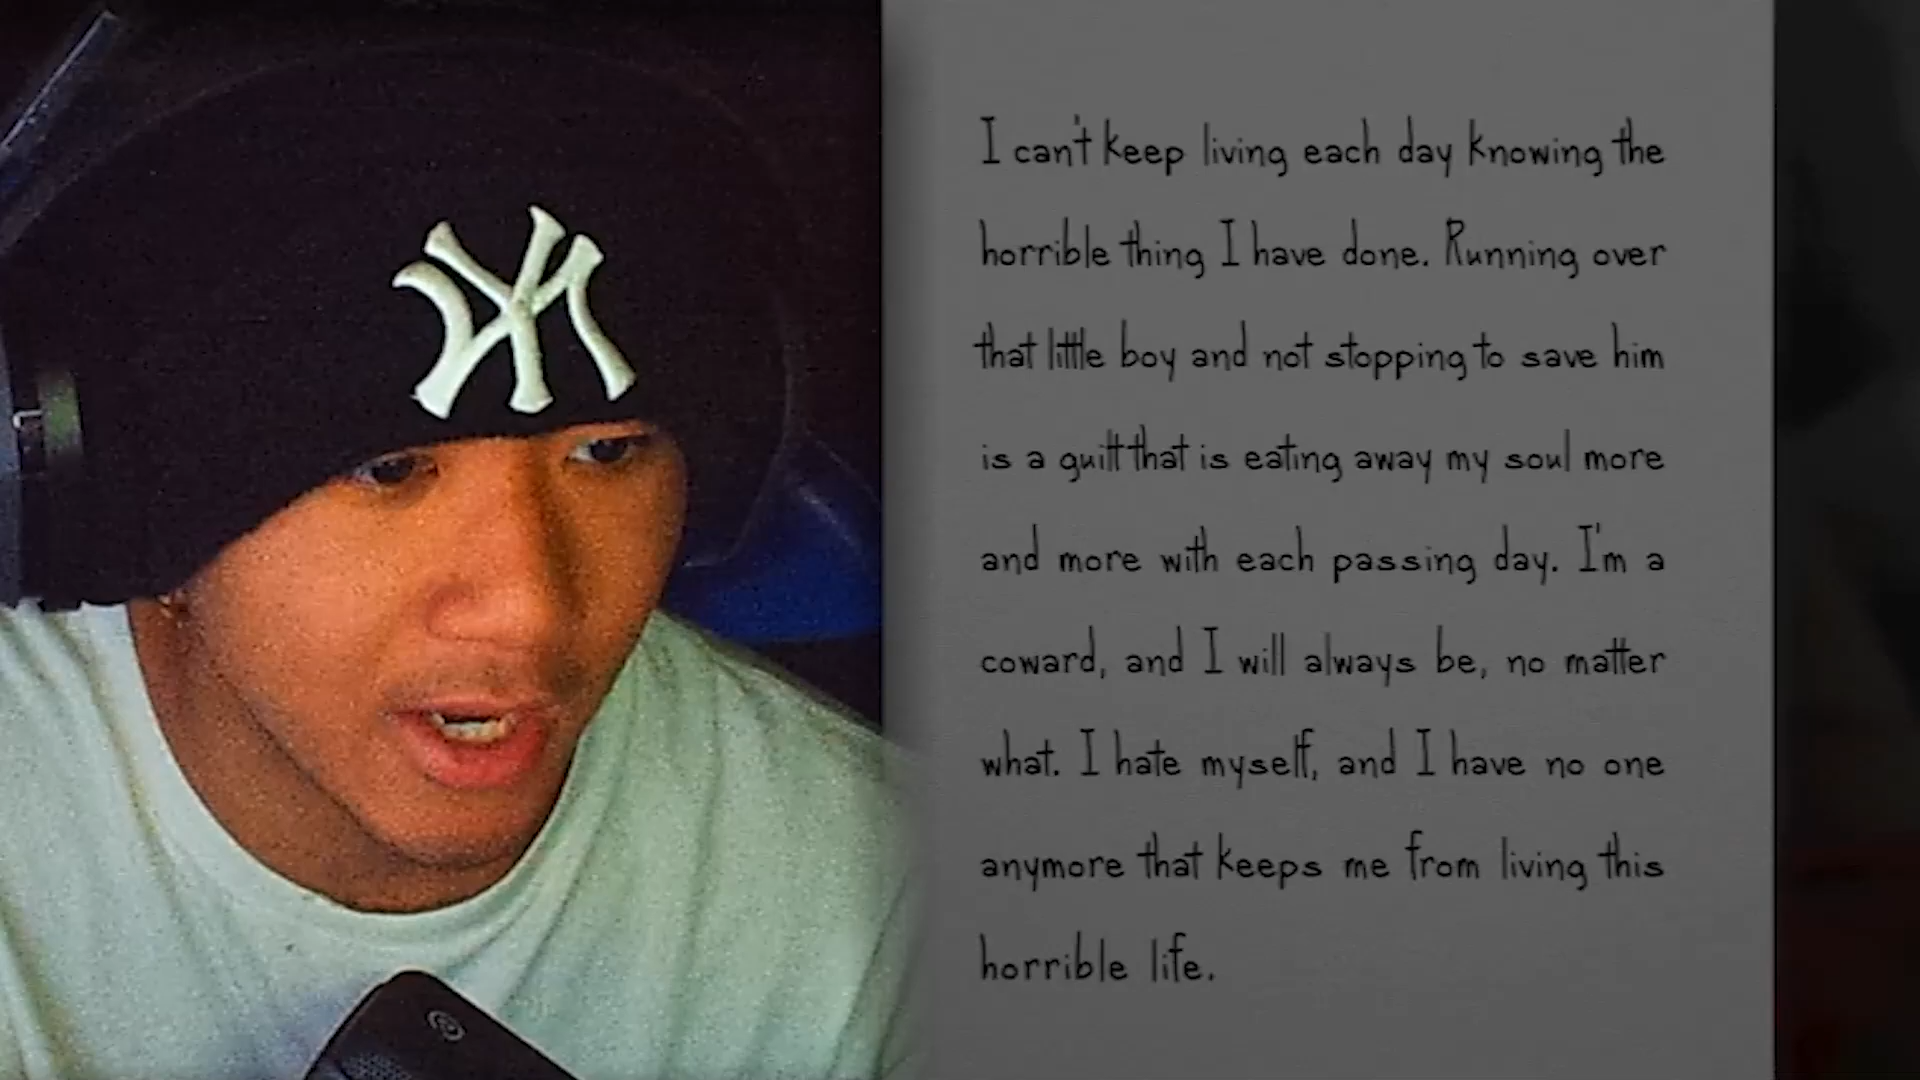 NY
I can't keep living each day knowing the
horrible thing I have done. Running over
that little boy and not stopping to save him
is a guilt that is eating away my soul more
and more with each passing day. I'm a
coward, and I will always be, no matter
what. I hate myself, and I have no one
anymore that keeps me from living this
horrible life.